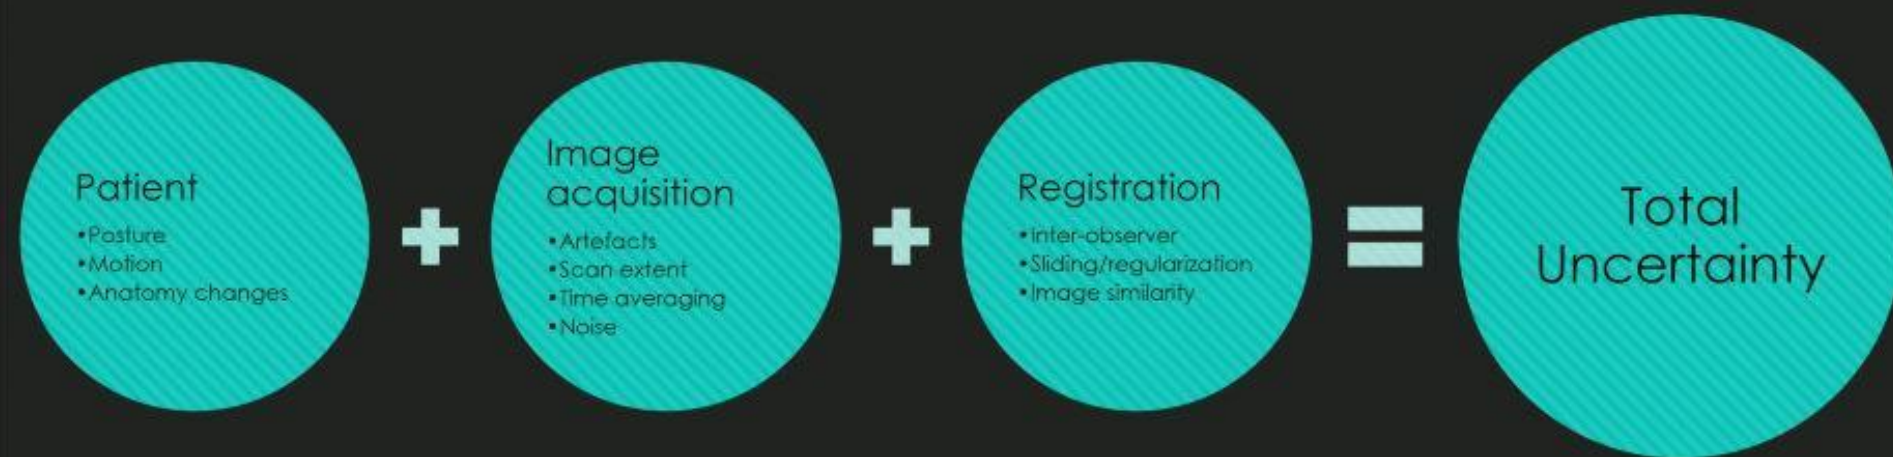 Patient
•Posture
•Motion
•Anatomy changes
Image
acquisition
•Artefacts
•Scan extent
•Time averaging
•Noise
Registration
•Inter-observer
•Sliding/regularization
•Image similarity
Total
Uncertainty